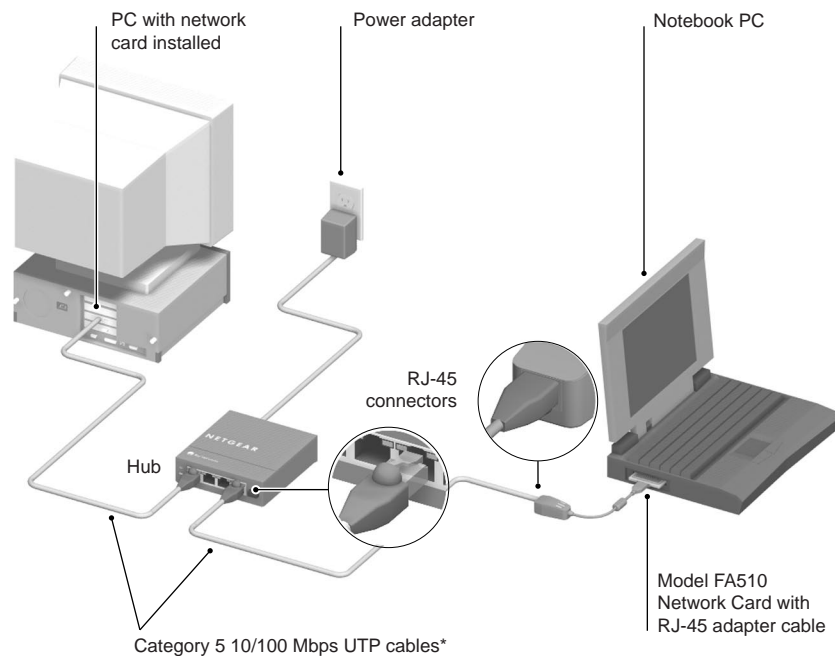 PC with network
card installed
Power adapter
Notebook PC
RJ-45
connectors
NETGEAR
Hub
Model FA510
Network Card with
RJ-45 adapter cable
Category 5 10/100 Mbps UTP cables*